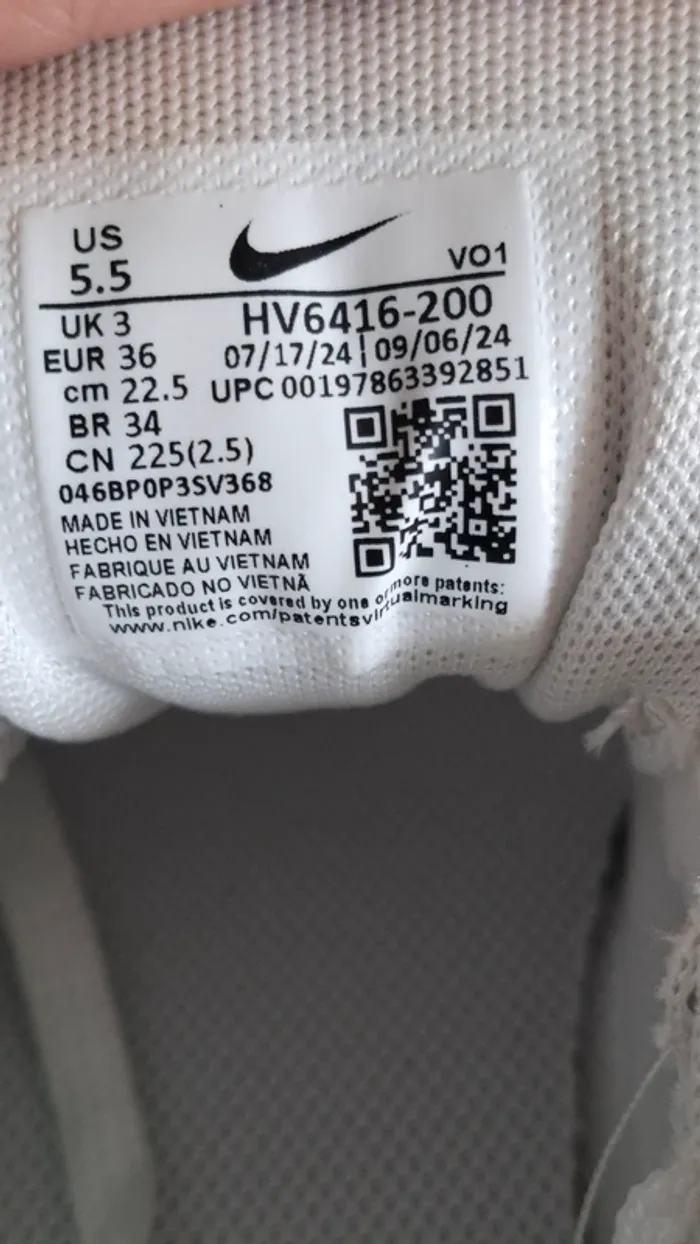 US
5.5
VO1
UK 3
HV6416-200
EUR 36
07/17/24|09/06/24
cm 22.5
UPC 00197863392851
BR 34
CN 225(2.5)
046BP0P3SV368
MADE IN VIETNAM
HECHO EN VIETNAM
FABRIQUE AU VIETNAM
FABRICADO NO VIETNÃ
This product is covered by one or more patents:
www.nike.com/patentsvirtualmarking